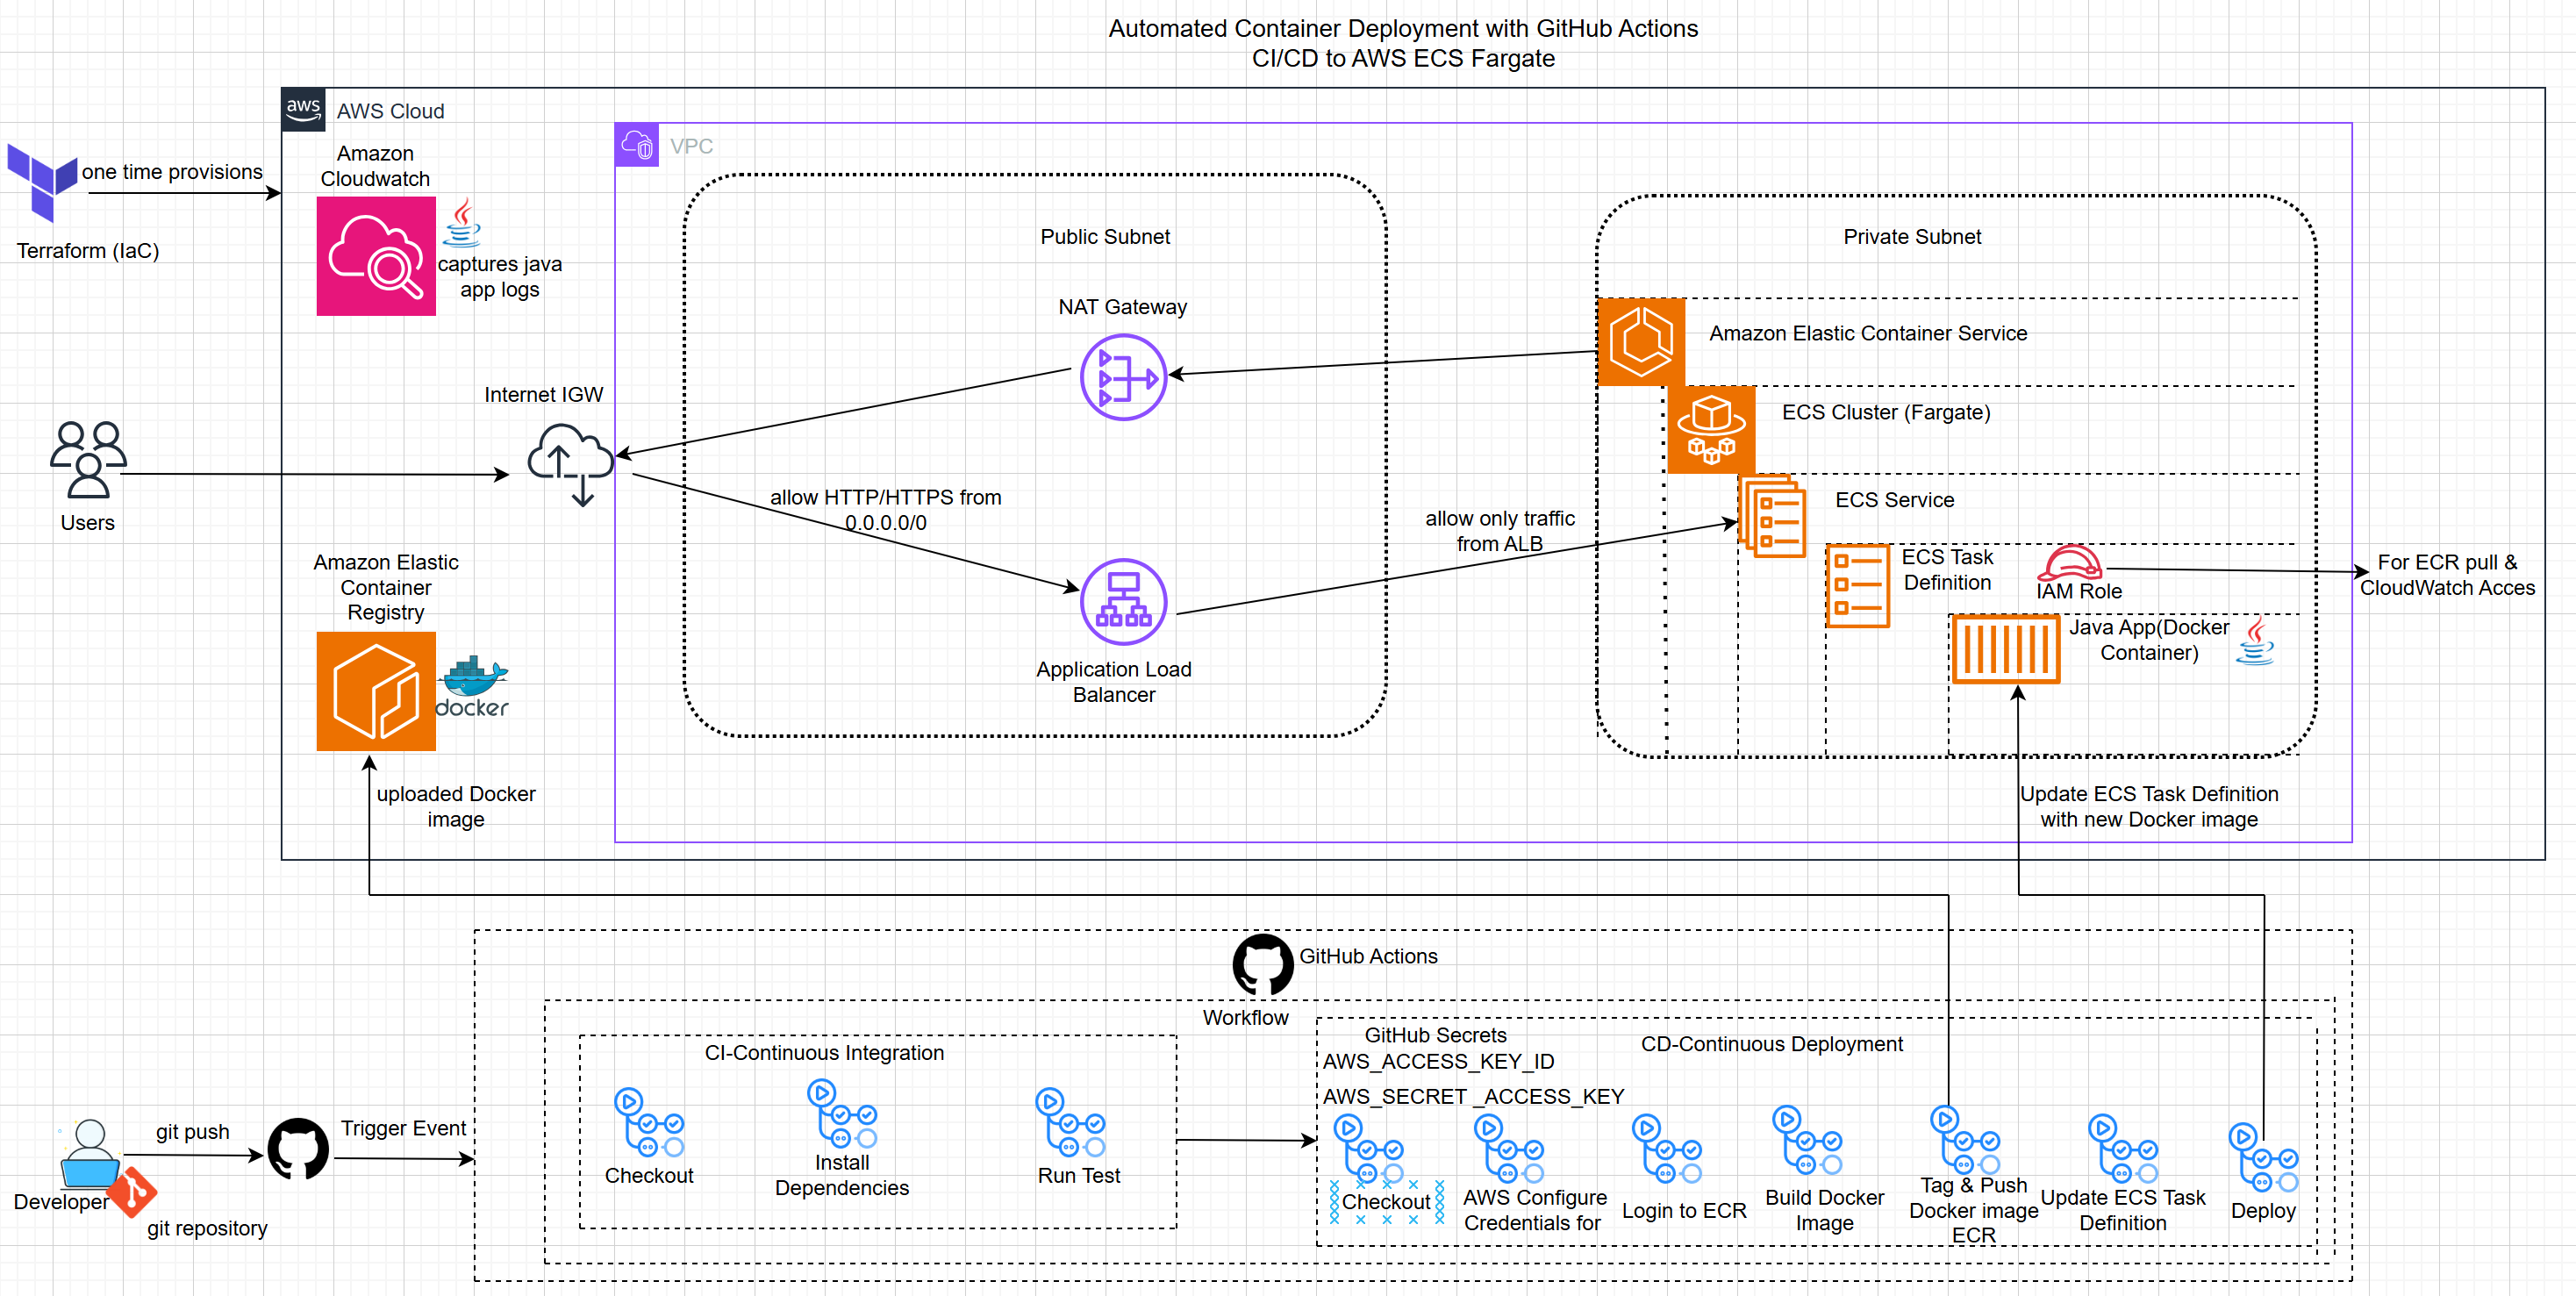 Automated Container Deployment with GitHub Actions
CI/CD to AWS ECS Fargate
aws
AWS Cloud
VPC
Amazon
Cloudwatch
captures java
app logs
one time provisions
Terraform (IaC)
Public Subnet
Private Subnet
NAT Gateway
Amazon Elastic Container Service
Internet IGW
ECS Cluster (Fargate)
Users
allow HTTP/HTTPS from
0.0.0.0/0
allow only traffic
from ALB
ECS Service
ECS Task
Definition
IAM Role
For ECR pull &
CloudWatch Acces
Amazon Elastic
Container
Registry
docker
Java App(Docker
Container)
Application Load
Balancer
uploaded Docker
image
Update ECS Task Definition
with new Docker image
GitHub Actions
Workflow
CI-Continuous Integration
GitHub Secrets
AWS_ACCESS_KEY_ID
AWS_SECRET _ACCESS_KEY
CD-Continuous Deployment
git push
Trigger Event
Developer
git repository
Checkout
Install
Dependencies
Run Test
Checkout
AWS Configure
Credentials for
Login to ECR
Build Docker
Image
Tag & Push
Docker image
ECR
Update ECS Task
Definition
Deploy